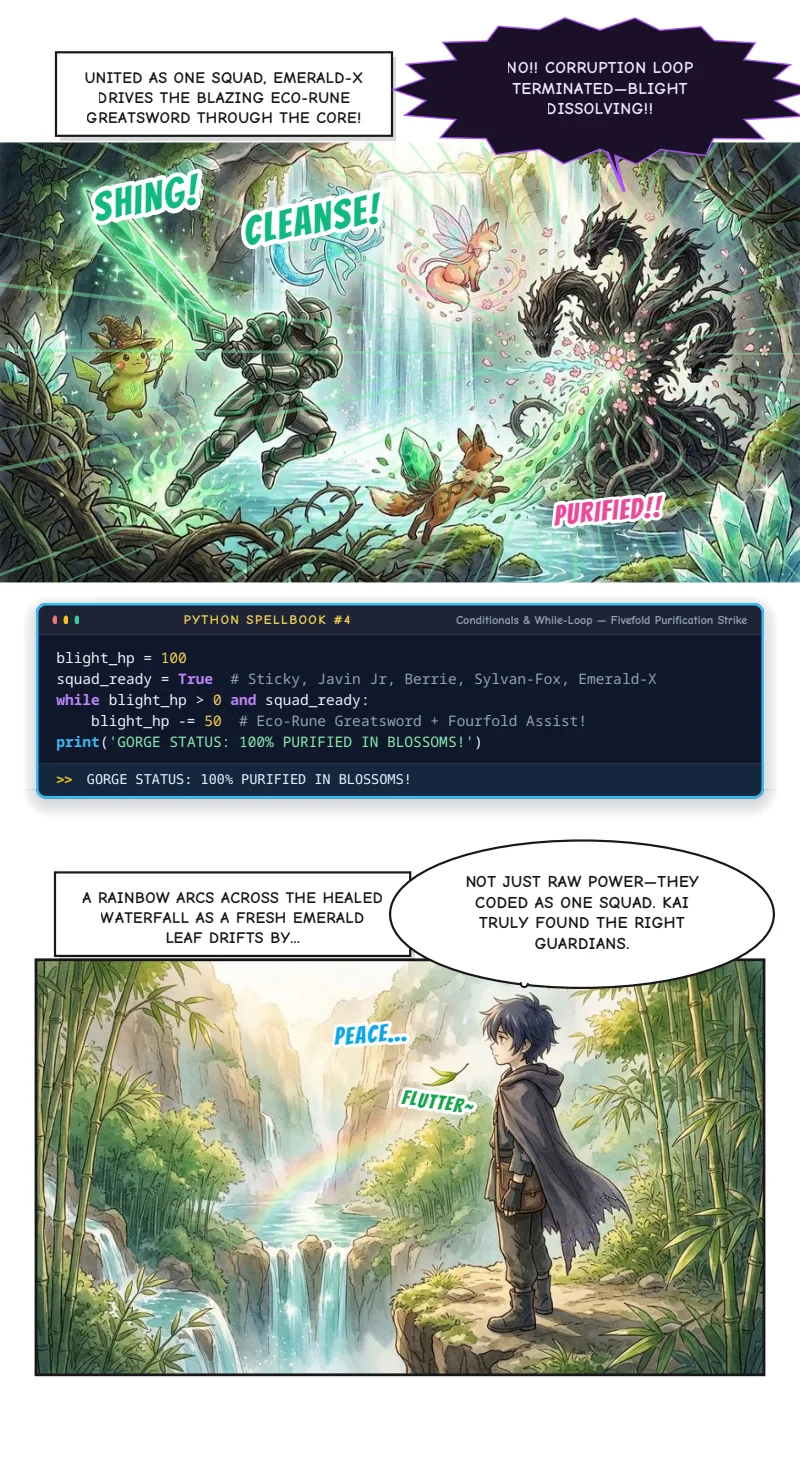 UNITED AS ONE SQUAD, EMERALD-X
DRIVES THE BLAZING ECO-RUNE
GREATSWORD THROUGH THE CORE!
NO!! CORRUPTION LOOP
TERMINATED—BLIGHT
DISSOLVING!!
SHING!
CLEANSE!
PURIFIED!!
PYTHON SPELLBOOK #4
Conditionals & While-Loop — Fivefold Purification Strike
blight_hp = 100
squad_ready = True  # Sticky, Javin Jr, Berrie, Sylvan-Fox, Emerald-X
while blight_hp > 0 and squad_ready:
    blight_hp -= 50  # Eco-Rune Greatsword + Fourfold Assist!
print('GORGE STATUS: 100% PURIFIED IN BLOSSOMS!')
>> GORGE STATUS: 100% PURIFIED IN BLOSSOMS!
A RAINBOW ARCS ACROSS THE HEALED
WATERFALL AS A FRESH EMERALD
LEAF DRIFTS BY...
NOT JUST RAW POWER—THEY
CODED AS ONE SQUAD. KAI
TRULY FOUND THE RIGHT
GUARDIANS.
PEACE...
FLUTTER~